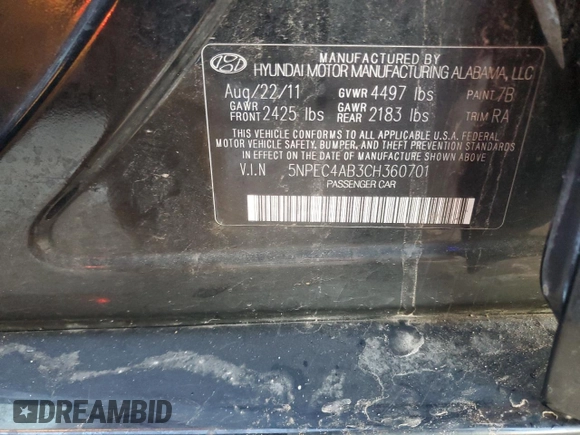 MANUFACTURED BY
HYUNDAI MOTOR MANUFACTURING ALABAMA, LLC
Aug/22/11 GVWR 4497 lbs PAINT 7B
GAWR FRONT 2425 lbs GAWR REAR 2183 lbs TRIM RA
THIS VEHICLE CONFORMS TO ALL APPLICABLE U.S.A. FEDERAL
MOTOR VEHICLE SAFETY, BUMPER, AND THEFT PREVENTION STANDARDS
IN EFFECT ON THE DATE OF MANUFACTURE SHOWN ABOVE.
V.I.N 5NPEC4AB3CH360701
PASSENGER CAR
DREAMBID